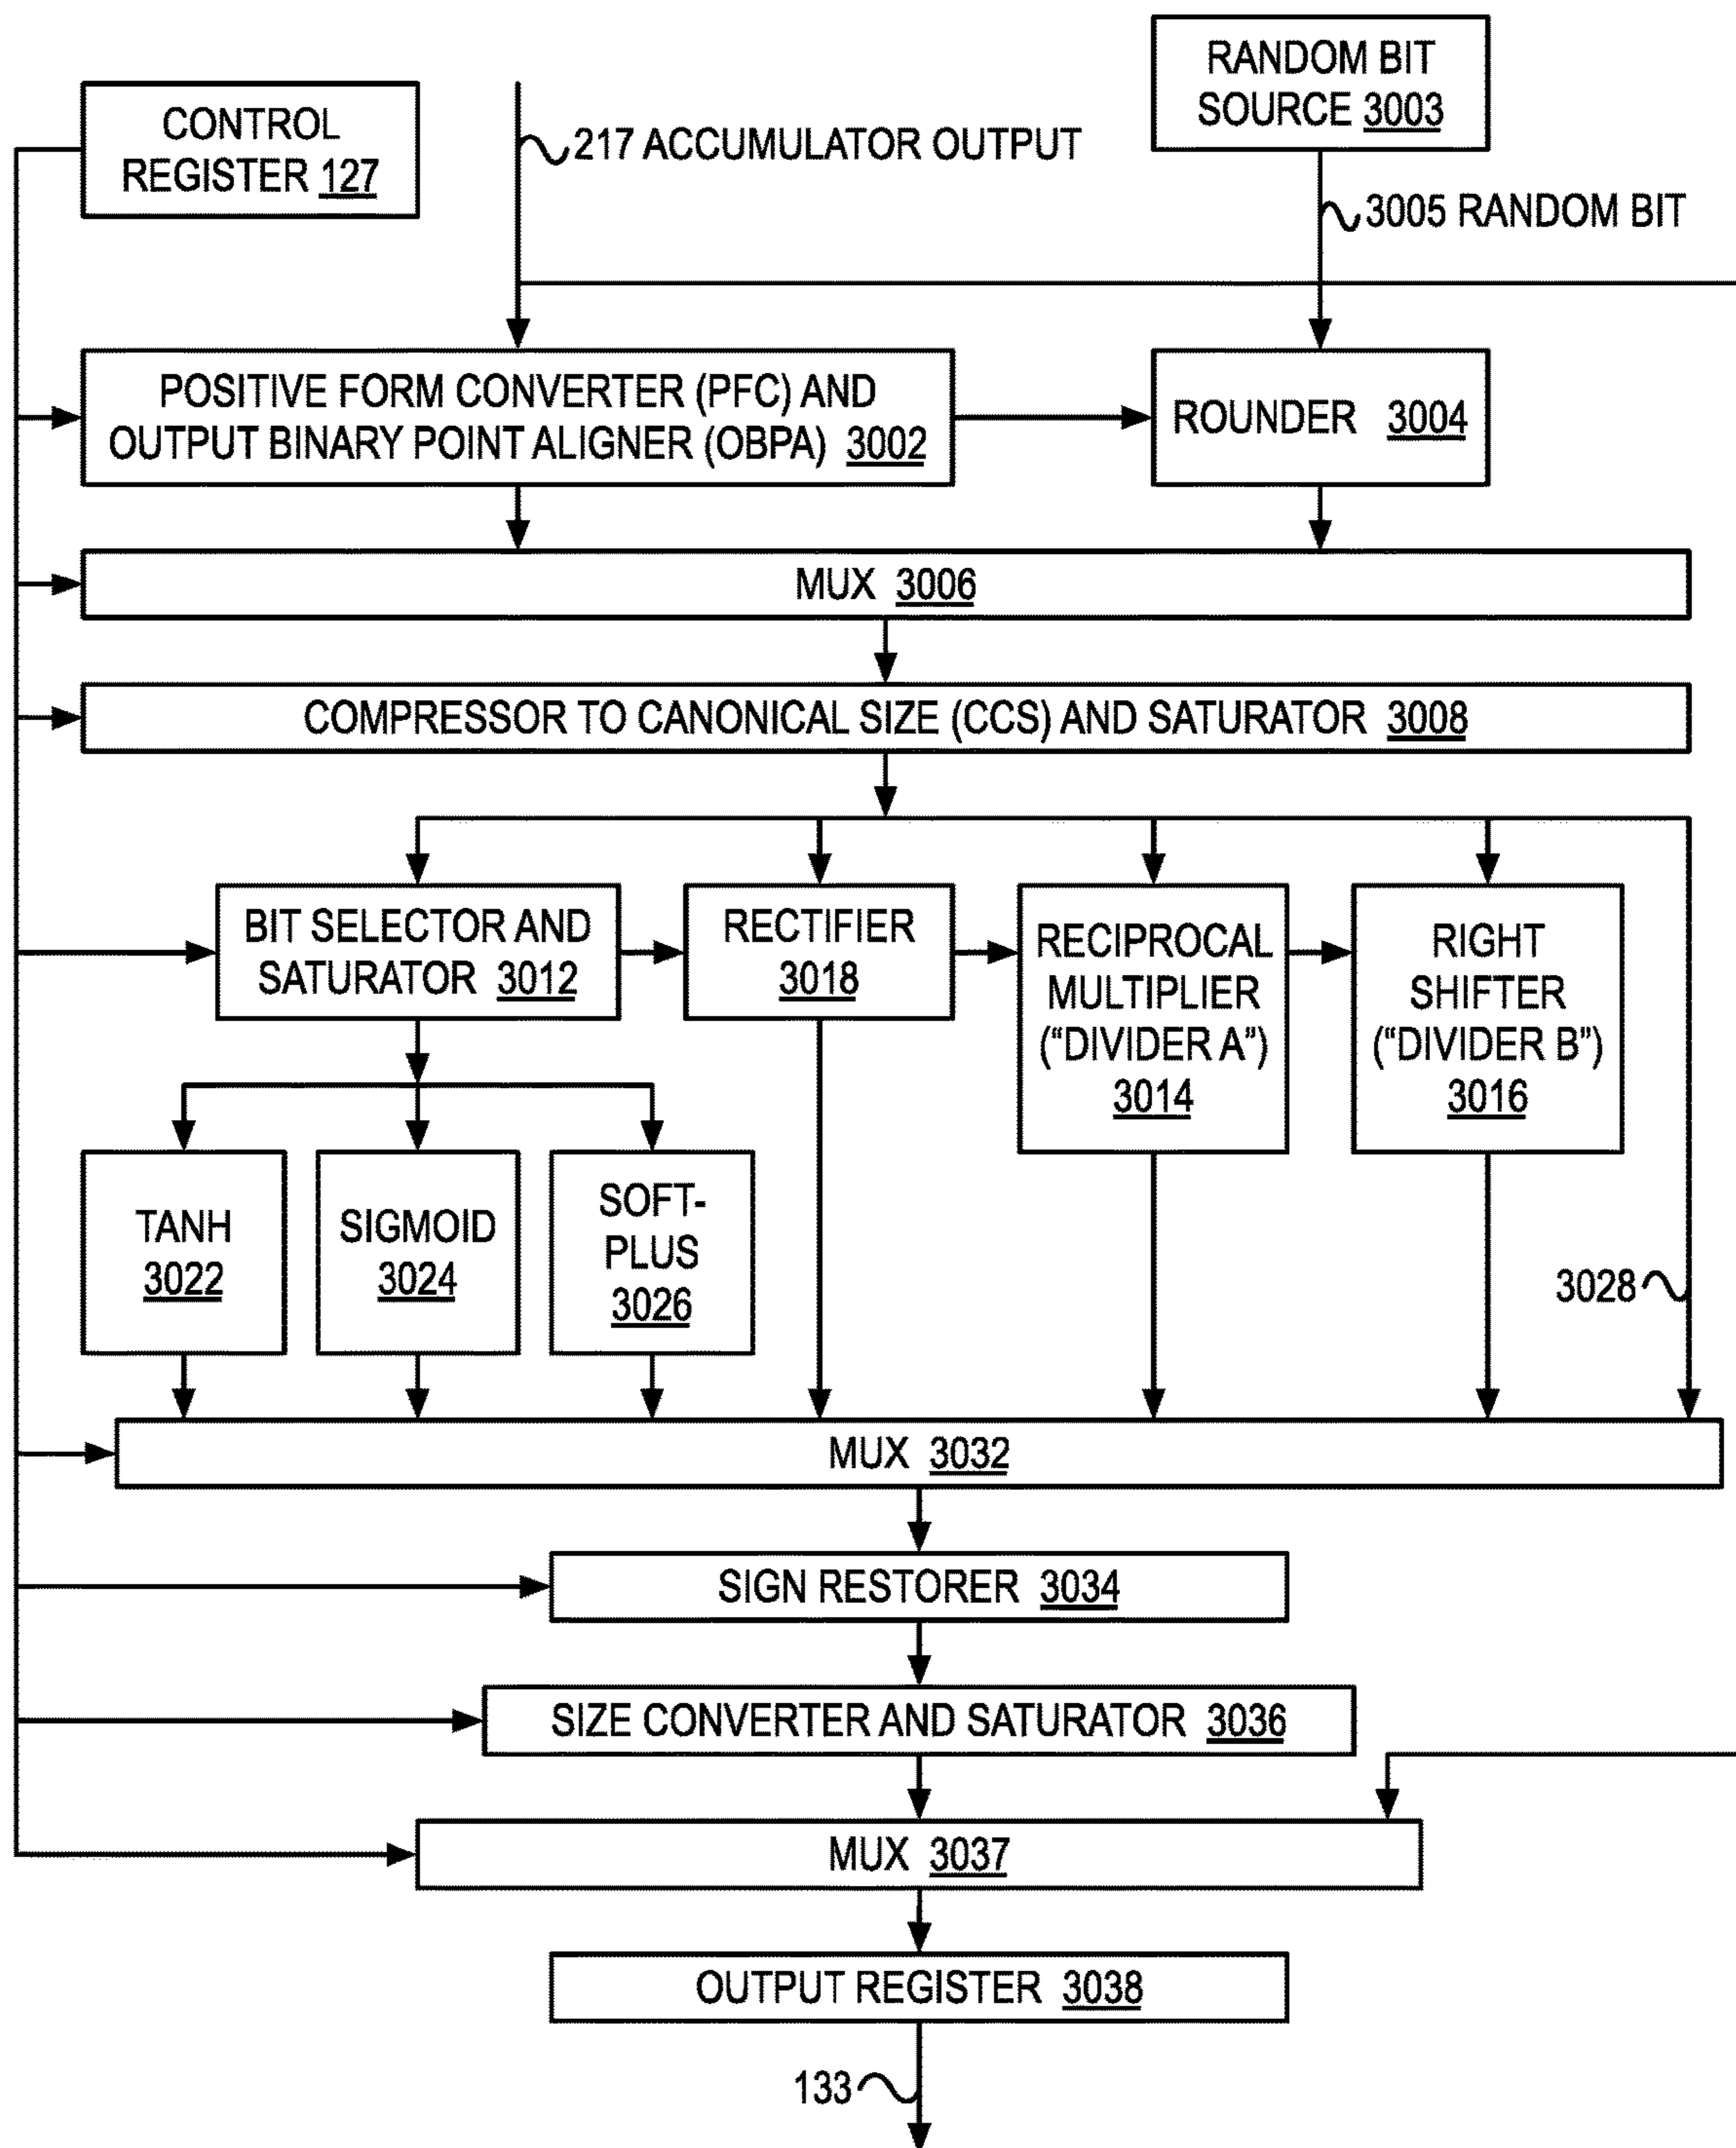 RANDOM BIT
SOURCE 3003
CONTROL
REGISTER 127
217 ACCUMULATOR OUTPUT
3005 RANDOM BIT
POSITIVE FORM CONVERTER (PFC) AND
OUTPUT BINARY POINT ALIGNER (OBPA) 3002
ROUNDER 3004
MUX 3006
COMPRESSOR TO CANONICAL SIZE (CCS) AND SATURATOR 3008
BIT SELECTOR AND
SATURATOR 3012
RECTIFIER
3018
RECIPROCAL
MULTIPLIER
(“DIVIDER A”)
3014
RIGHT
SHIFTER
(“DIVIDER B”)
3016
TANH
3022
SIGMOID
3024
SOFT-
PLUS
3026
3028
MUX 3032
SIGN RESTORER 3034
SIZE CONVERTER AND SATURATOR 3036
MUX 3037
OUTPUT REGISTER 3038
133